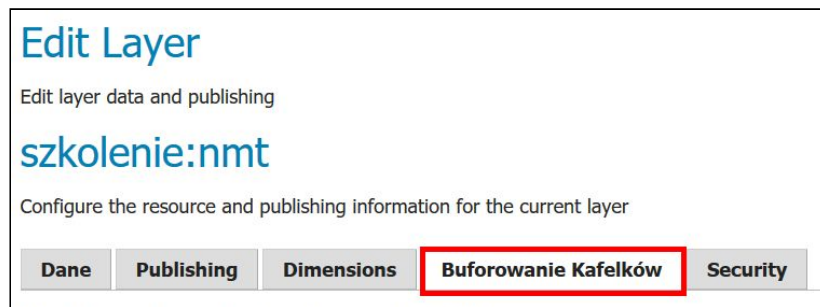 Edit Layer
Edit layer data and publishing
szkolenie:nmt
Configure the resource and publishing information for the current layer
Dane Publishing Dimensions Buforowanie Kafelków Security